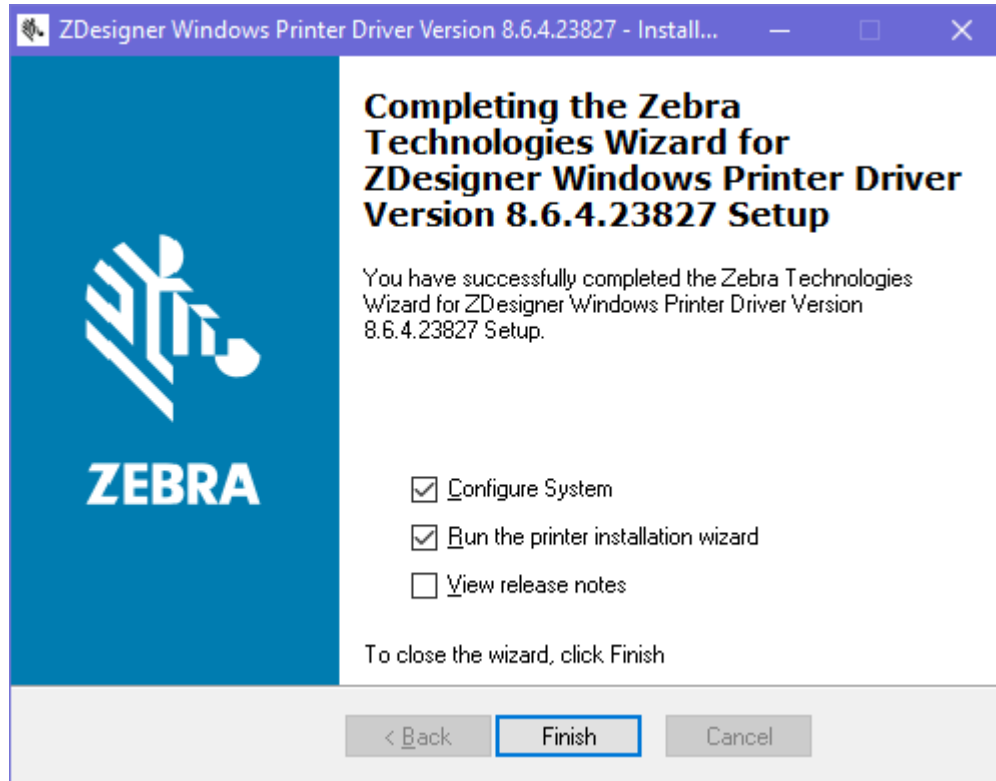 ZDesigner Windows Printer Driver Version 8.6.4.23827 - Install...
Completing the Zebra
Technologies Wizard for
ZDesigner Windows Printer Driver
Version 8.6.4.23827 Setup
You have successfully completed the Zebra Technologies
Wizard for ZDesigner Windows Printer Driver Version
8.6.4.23827 Setup.
ZEBRA
Configure System
Run the printer installation wizard
View release notes
To close the wizard, click Finish
< Back
Finish
Cancel